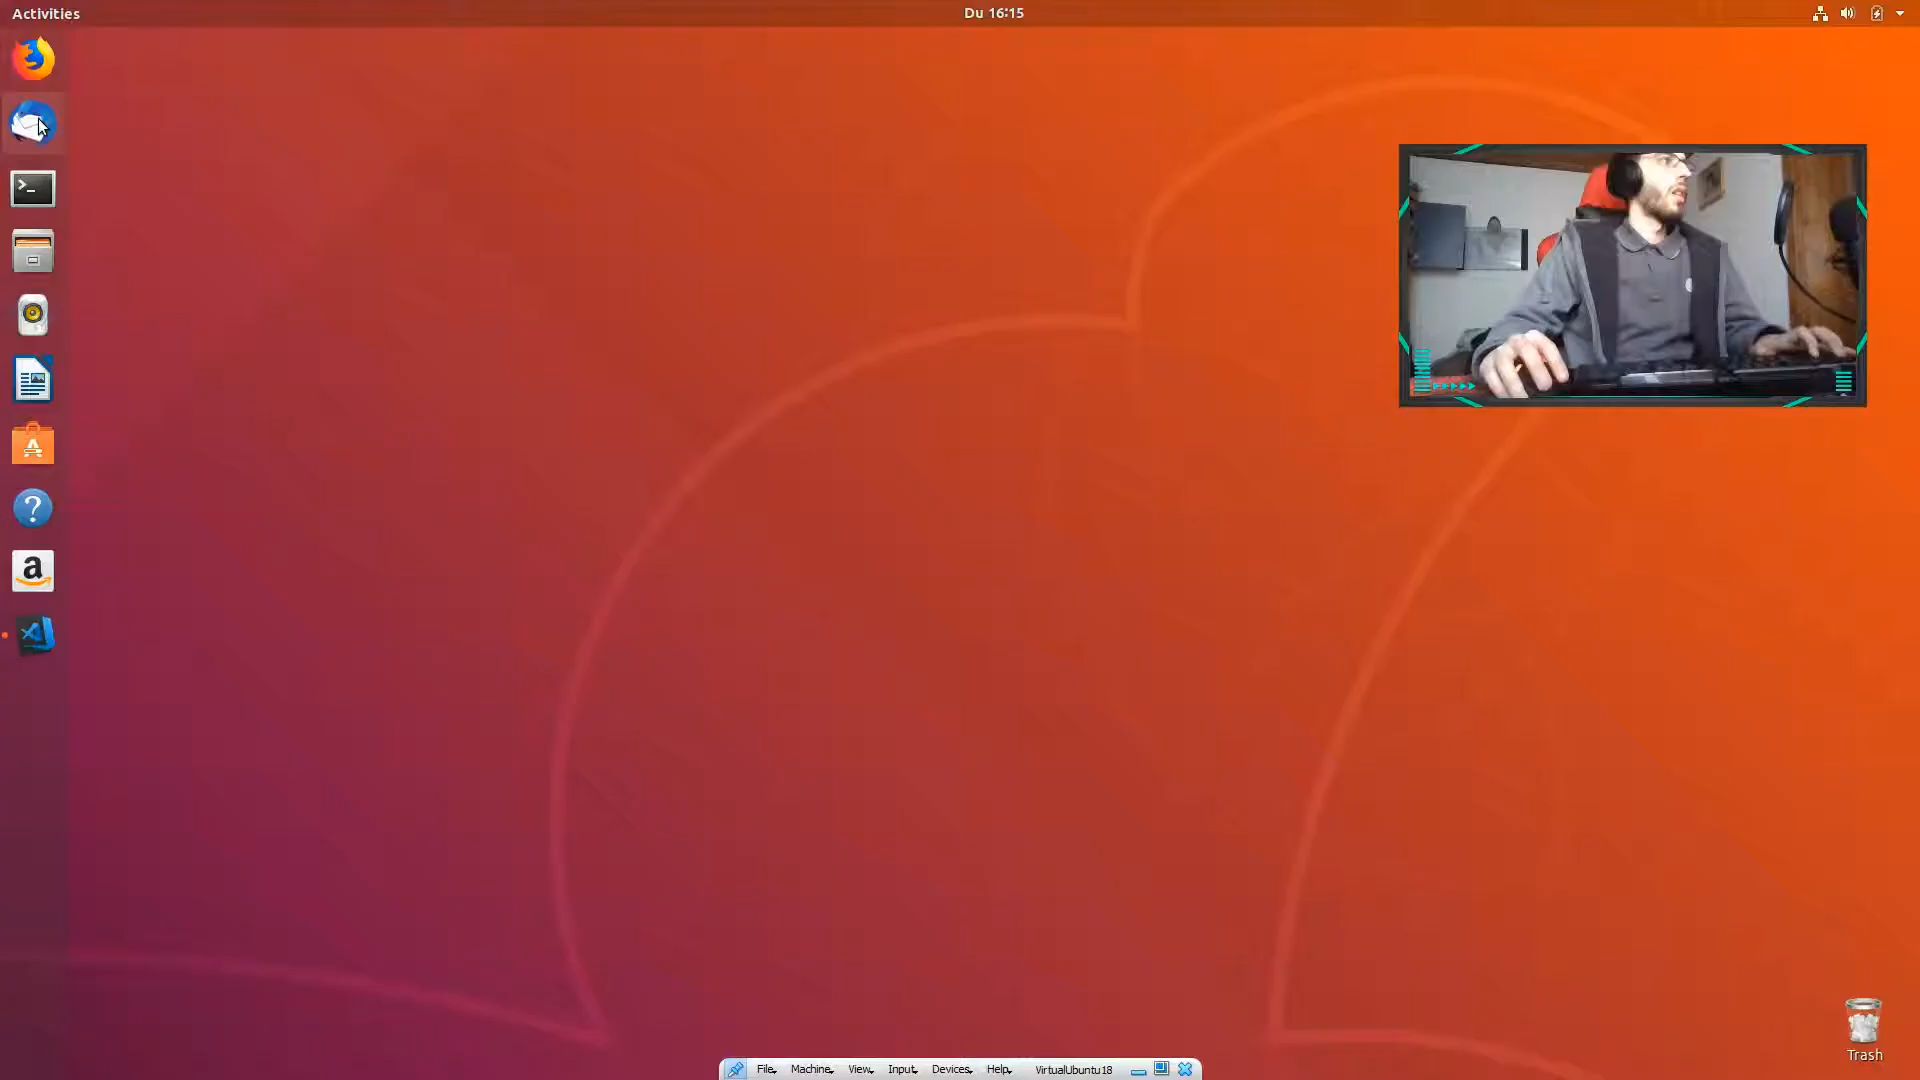 Activities
Du 16:15
Trash
File Machine View Input Devices Help VirtualUbuntu18